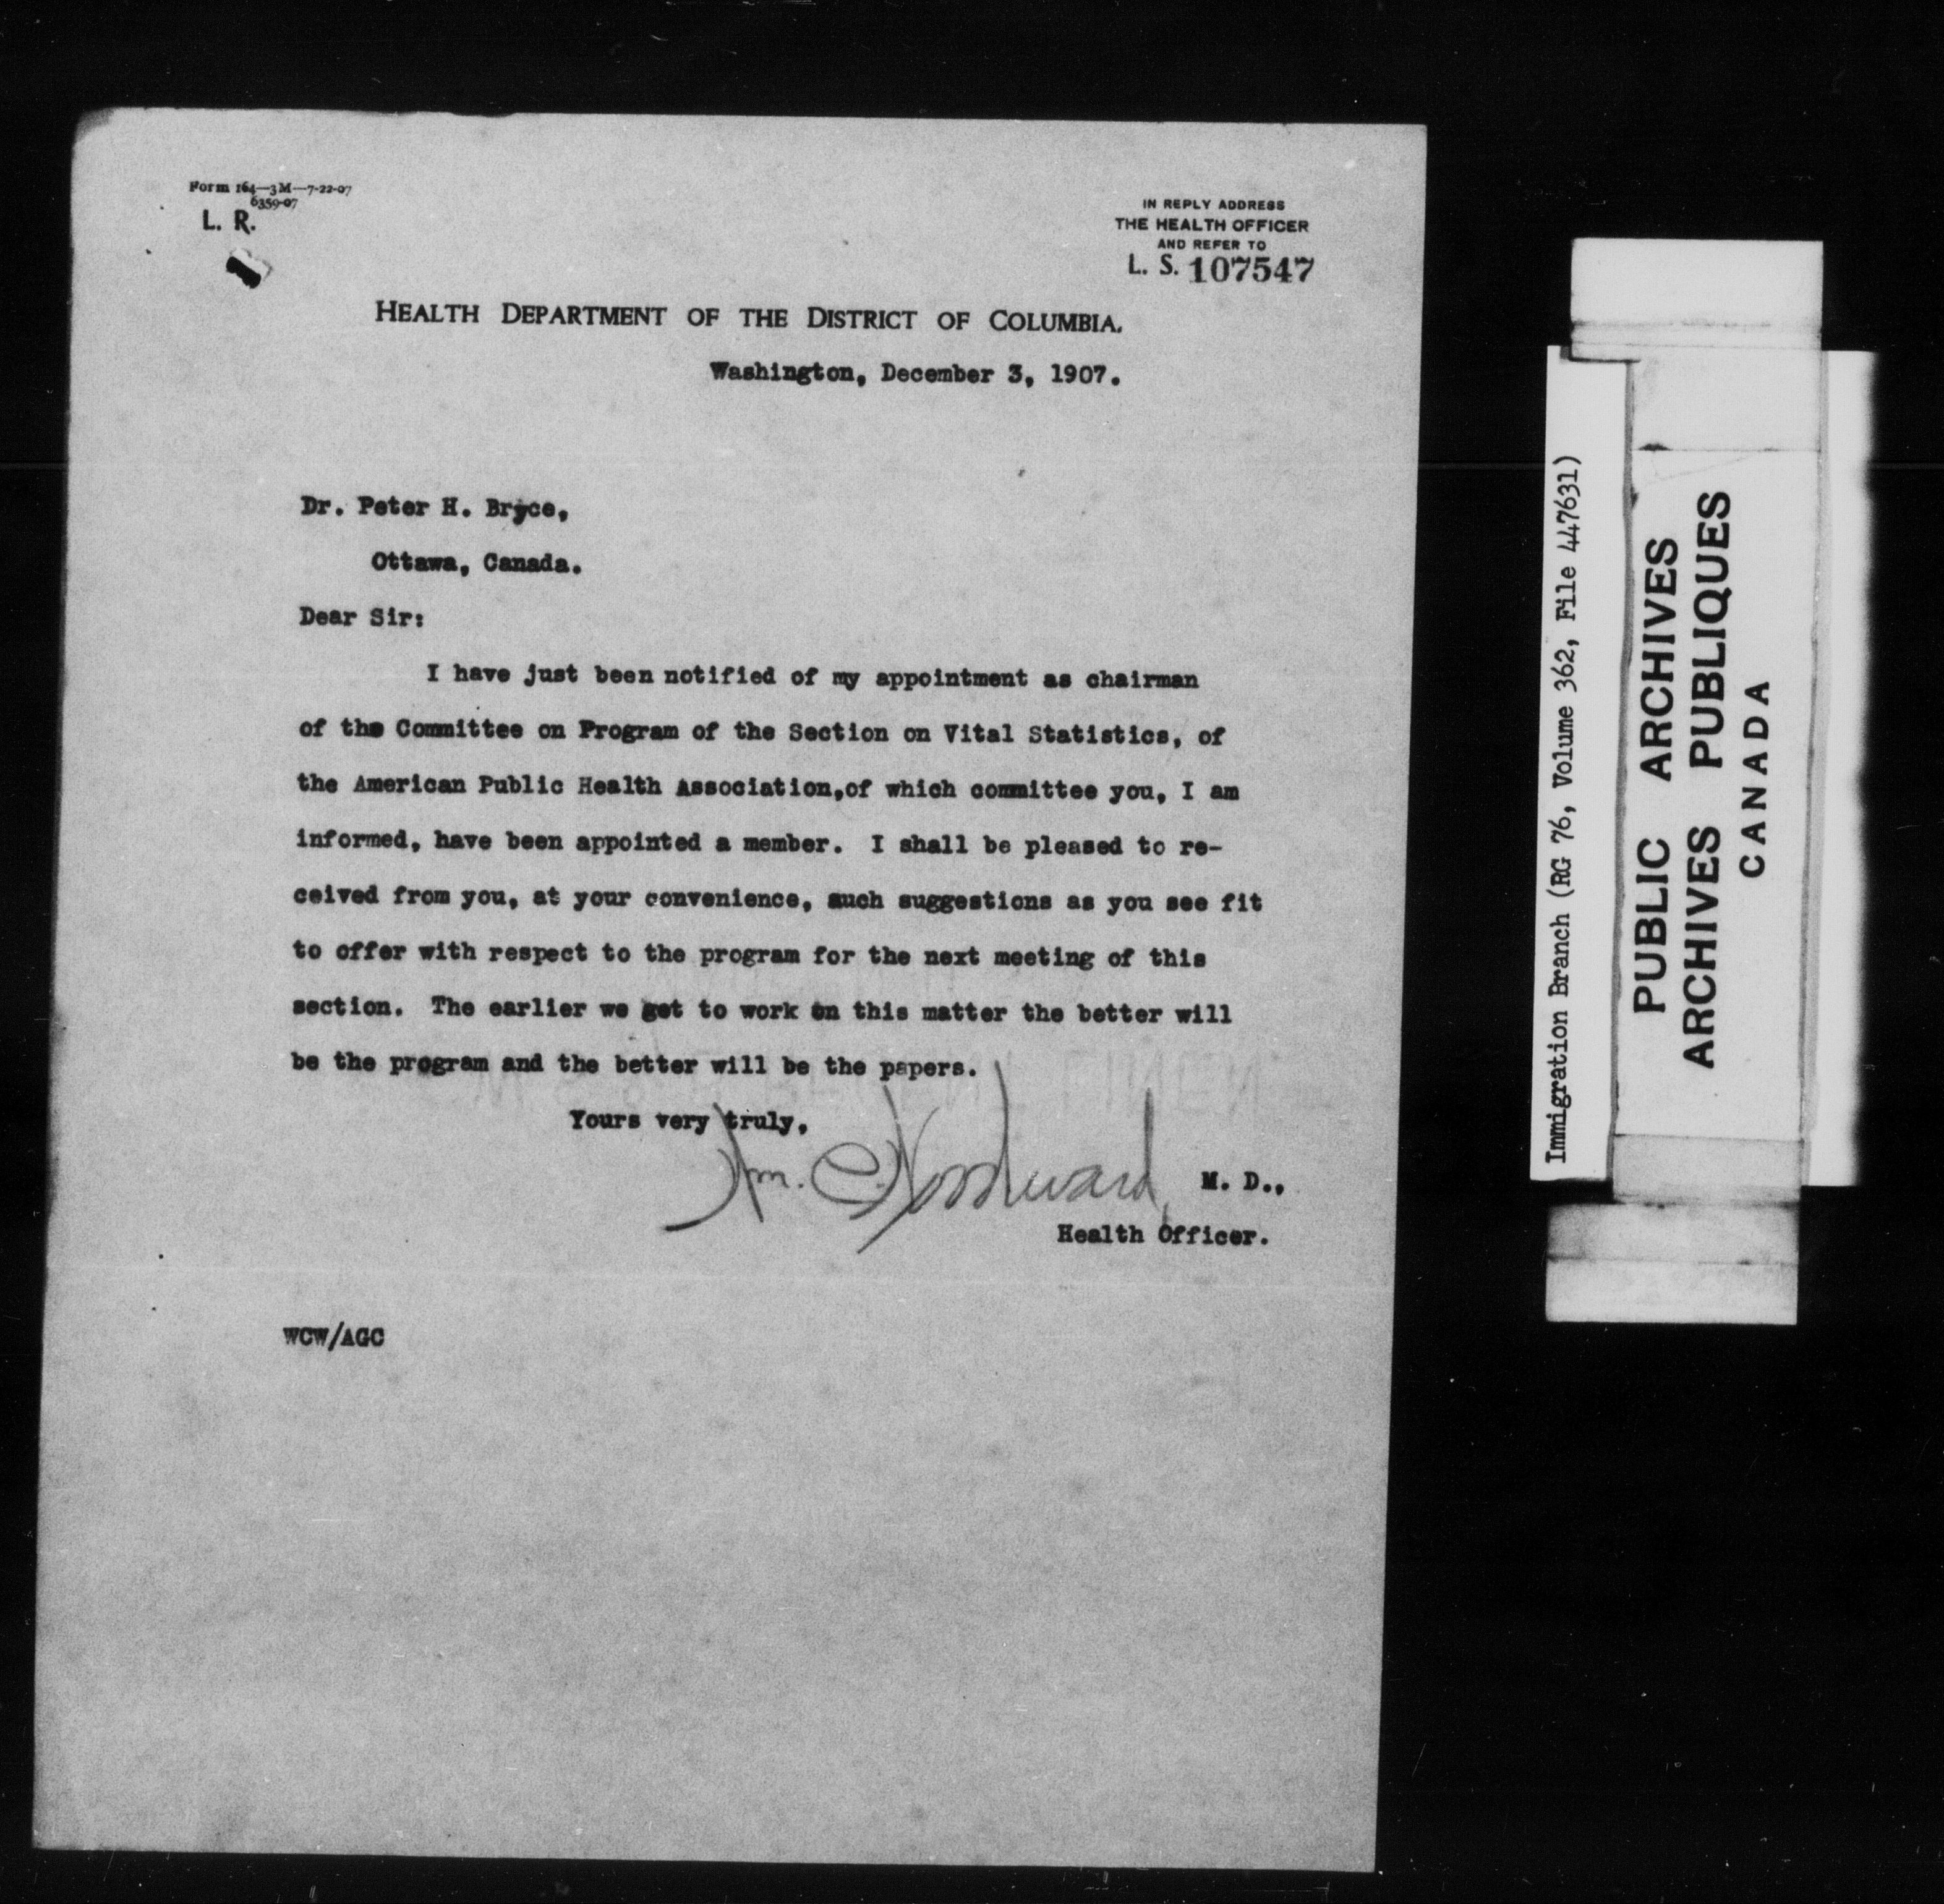 Form 164—3M—7-22-07
6359-07
L. R.
IN REPLY ADDRESS
THE HEALTH OFFICER
AND REFER TO
L. S. 107547
HEALTH DEPARTMENT OF THE DISTRICT OF COLUMBIA.
Washington, December 3, 1907.
Dr. Peter H. Bryce,
Ottawa, Canada.
Dear Sir:
I have just been notified of my appointment as chairman
of the Committee on Program of the Section on Vital Statistics, of
the American Public Health Association,of which committee you, I am
informed, have been appointed a member. I shall be pleased to re-
ceived from you, at your convenience, such suggestions as you see fit
to offer with respect to the program for the next meeting of this
section. The earlier we get to work on this matter the better will
be the program and the better will be the papers.
Yours very truly,
Wm. C. Woodward, M. D.,
Health Officer.
WCW/AGC
Immigration Branch (RG 76, Volume 362, File 447631)
PUBLIC ARCHIVES
ARCHIVES PUBLIQUES
CANADA